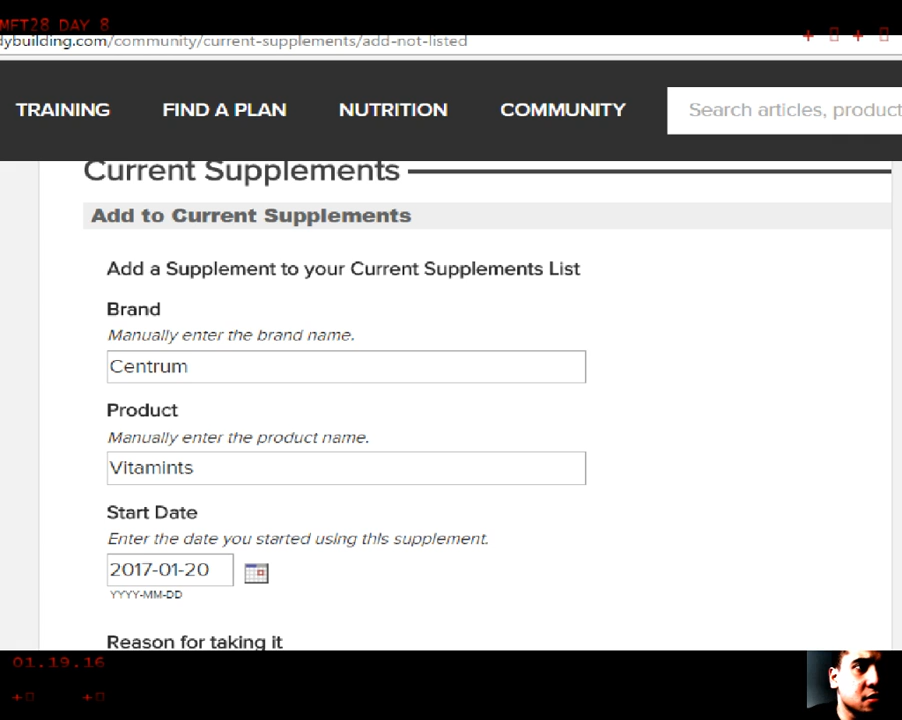 MFT28 DAY 8
dybuilding.com/community/current-supplements/add-not-listed
TRAINING FIND A PLAN NUTRITION COMMUNITY Search articles, product
Current Supplements
Add to Current Supplements
Add a Supplement to your Current Supplements List
Brand
Manually enter the brand name.
Centrum
Product
Manually enter the product name.
Vitamints
Start Date
Enter the date you started using this supplement.
2017-01-20
YYYY-MM-DD
Reason for taking it
01.19.16